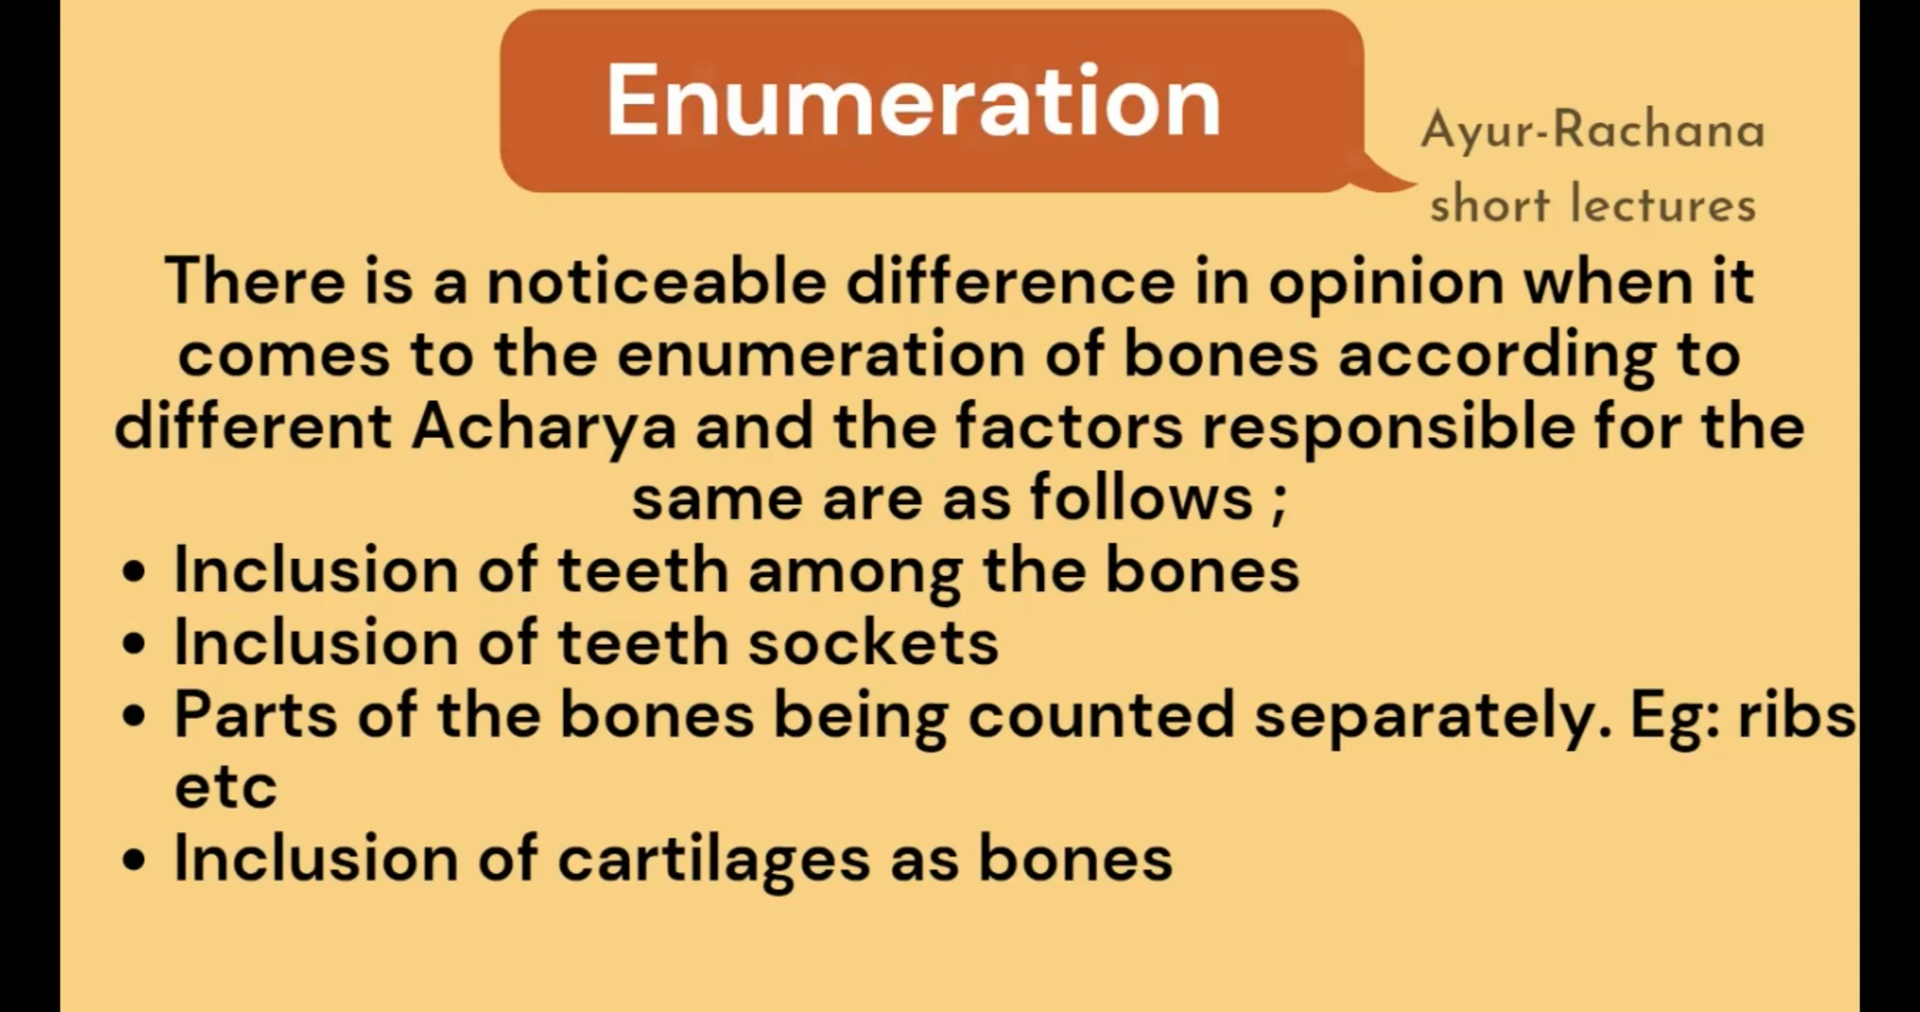 Enumeration
Ayur-Rachana
short lectures
There is a noticeable difference in opinion when it
comes to the enumeration of bones according to
different Acharya and the factors responsible for the
same are as follows ;
• Inclusion of teeth among the bones
• Inclusion of teeth sockets
• Parts of the bones being counted separately. Eg: ribs
etc
• Inclusion of cartilages as bones